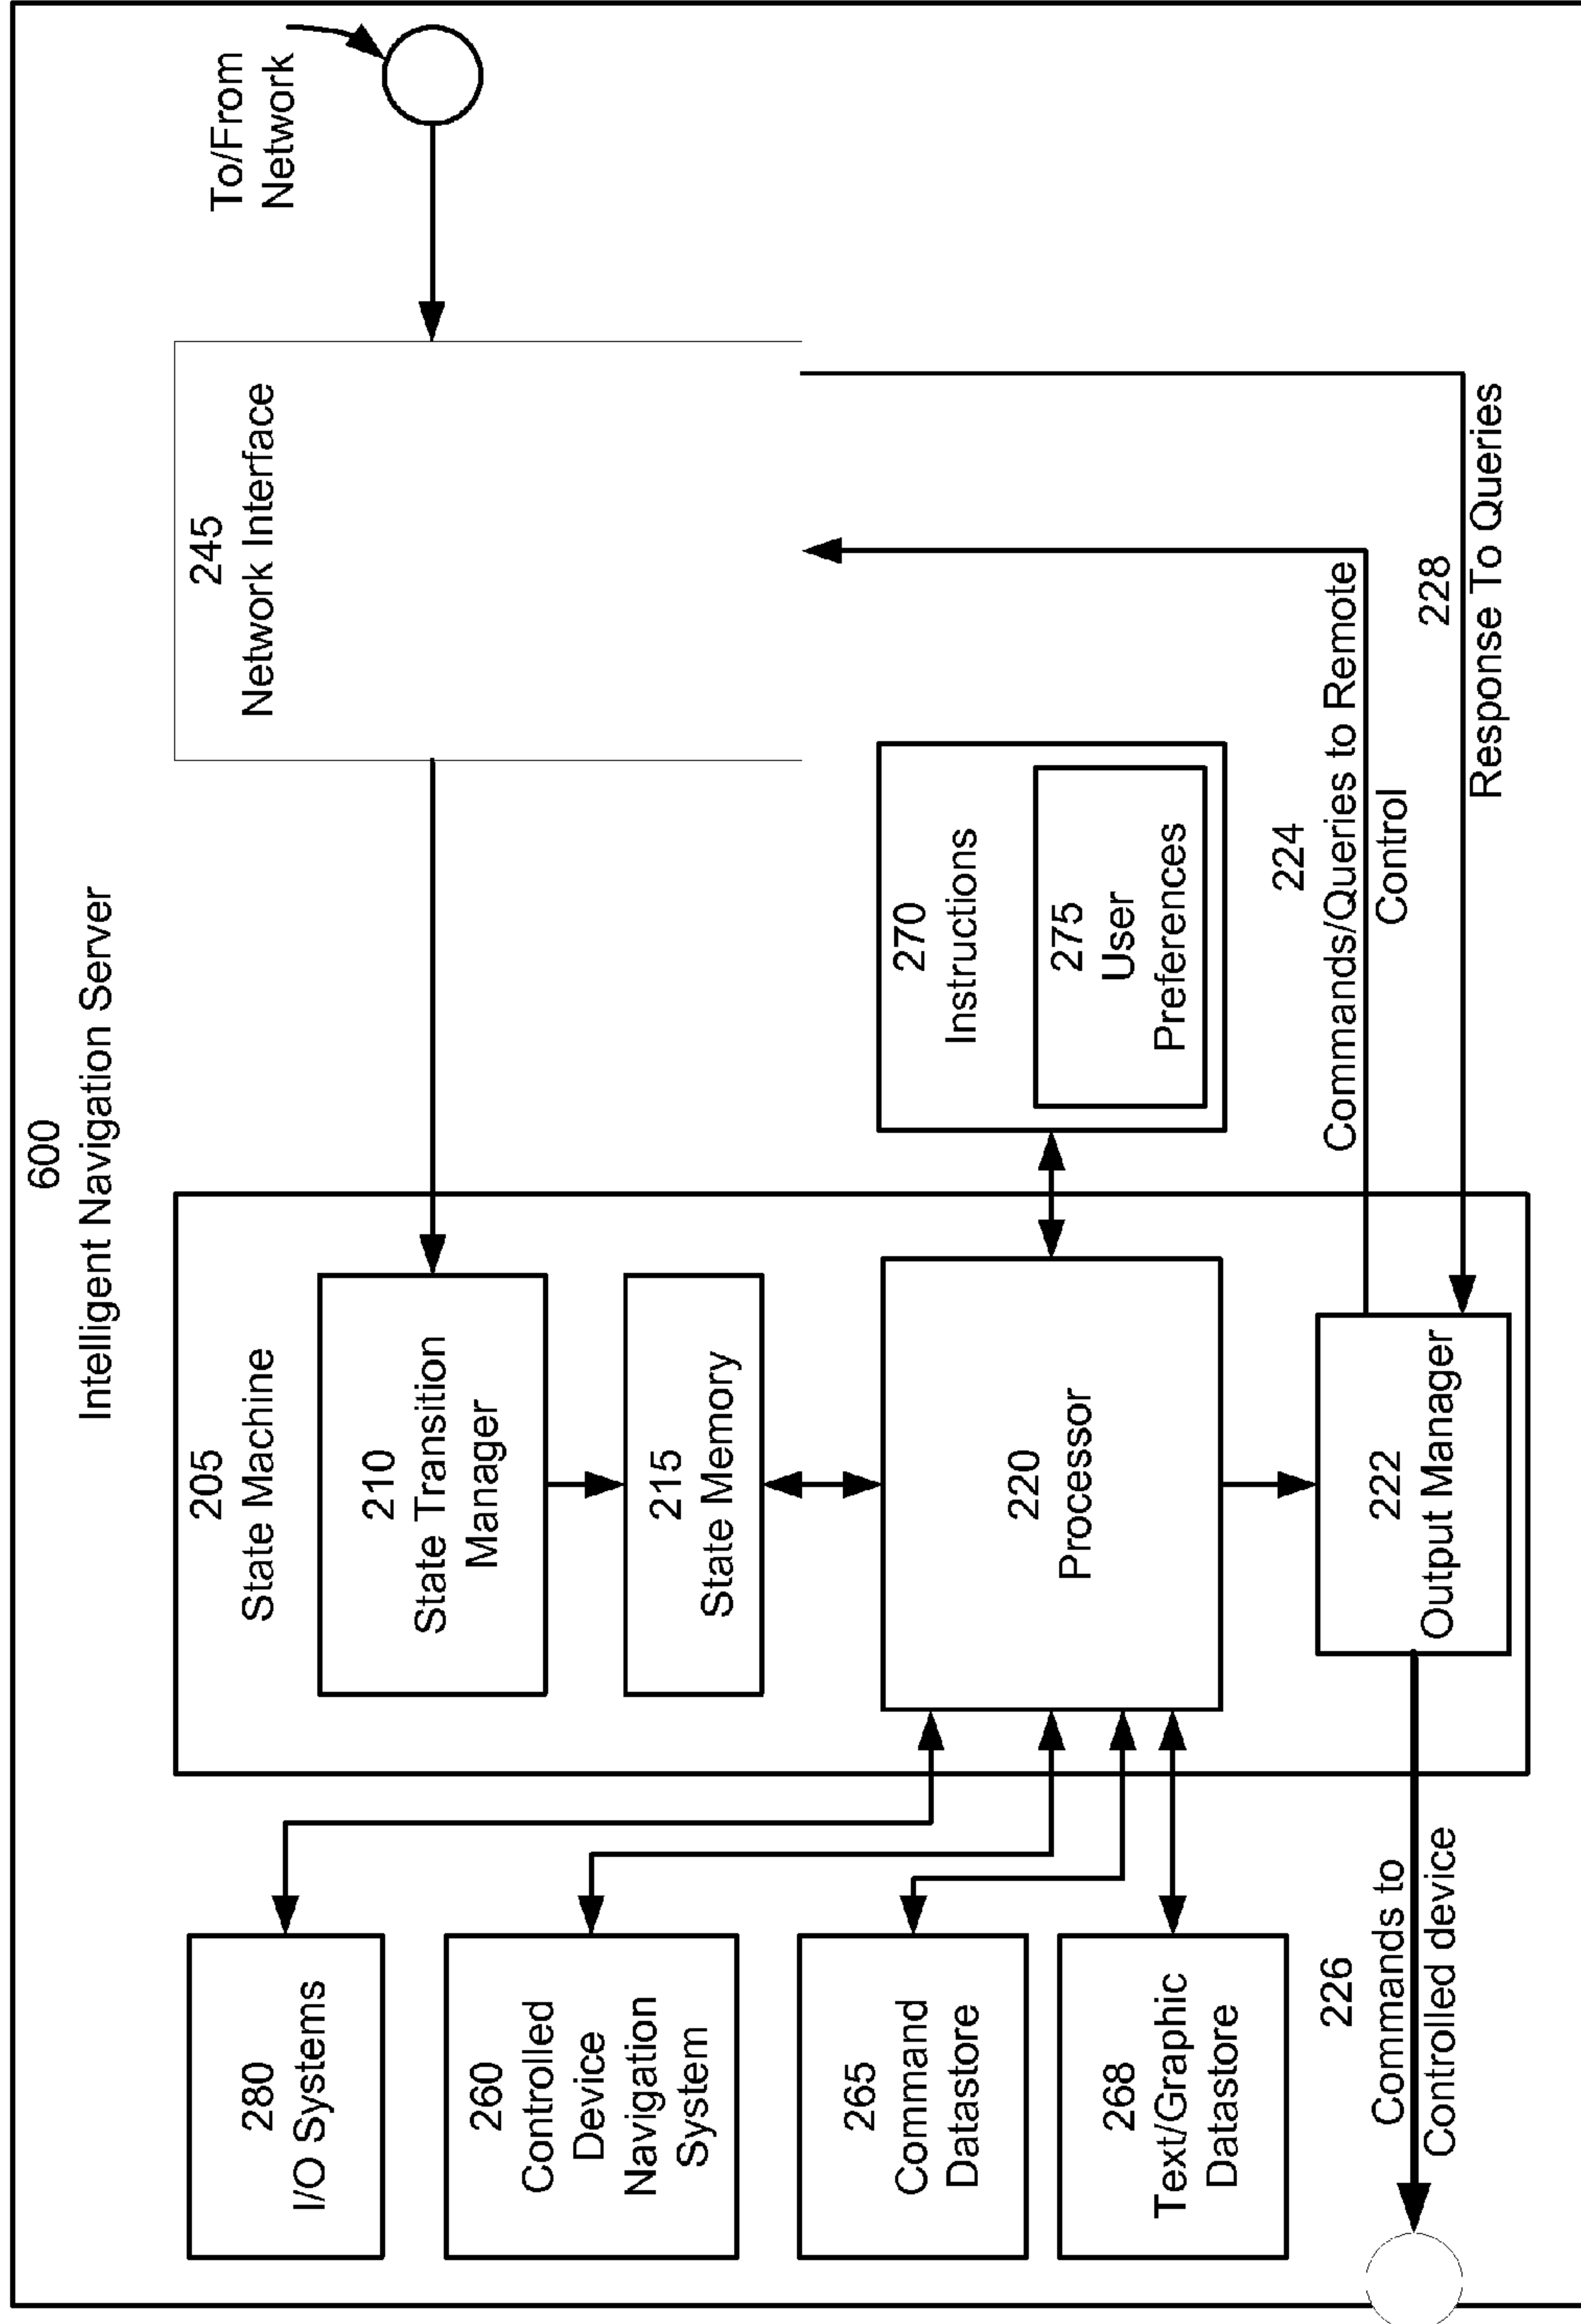 600
Intelligent Navigation Server
280
I/O Systems
260
Controlled
Device
Navigation
System
265
Command
Datastore
268
Text/Graphic
Datastore
226
Commands to
Controlled device
205
State Machine
210
State Transition
Manager
215
State Memory
220
Processor
222
Output Manager
270
Instructions
275
User
Preferences
224
Commands/Queries to Remote
Control
228
Response To Queries
245
Network Interface
To/From
Network